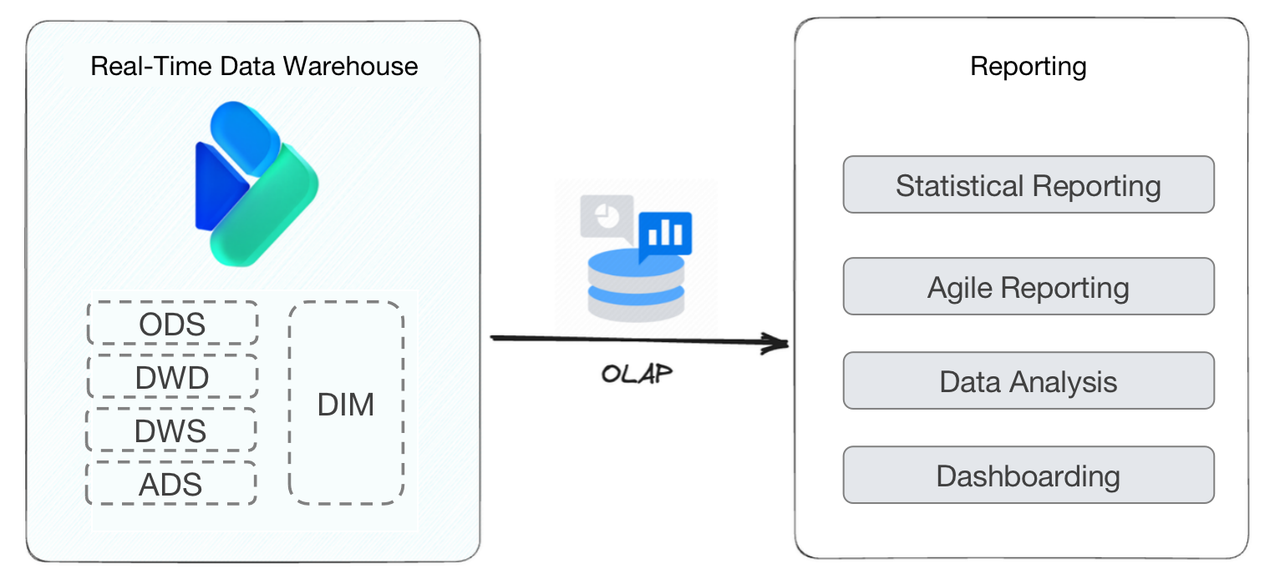 Real-Time Data Warehouse
ODS
DWD
DWS
ADS
DIM
OLAP
Reporting
Statistical Reporting
Agile Reporting
Data Analysis
Dashboarding